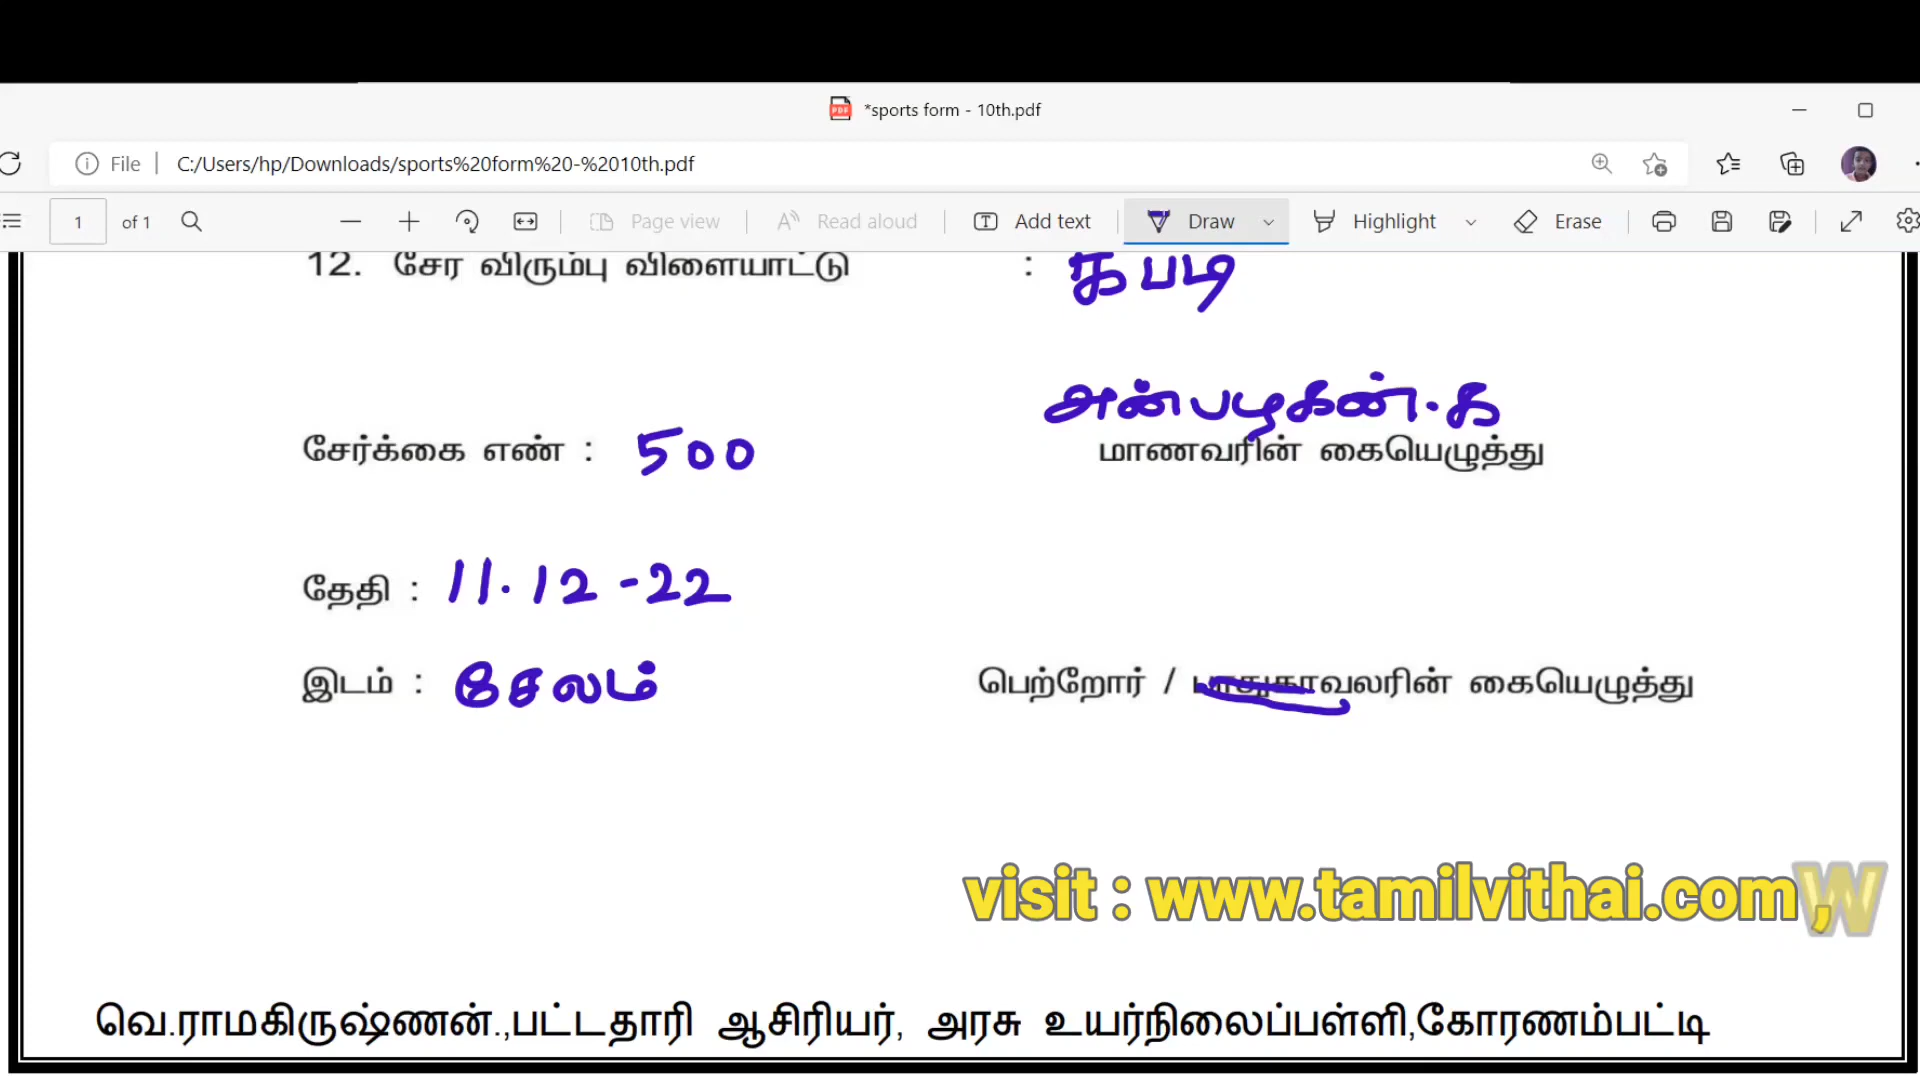 *sports form - 10th.pdf
File | C:/Users/hp/Downloads/sports%20form%20-%2010th.pdf
1 of 1 Page view Read aloud Add text Draw Highlight Erase
12. சேர விரும்பு விளையாட்டு : கபடி
அன்பழகன்.க
சேர்க்கை எண் : 500 மாணவரின் கையெழுத்து
தேதி : 11.12-22
இடம் : சேலம் பெற்றோர் / பாதுகாவலரின் கையெழுத்து
visit : www.tamilvithai.com , W
வெ.ராமகிருஷ்ணன்.,பட்டதாரி ஆசிரியர், அரசு உயர்நிலைப்பள்ளி,கோரணம்பட்டி